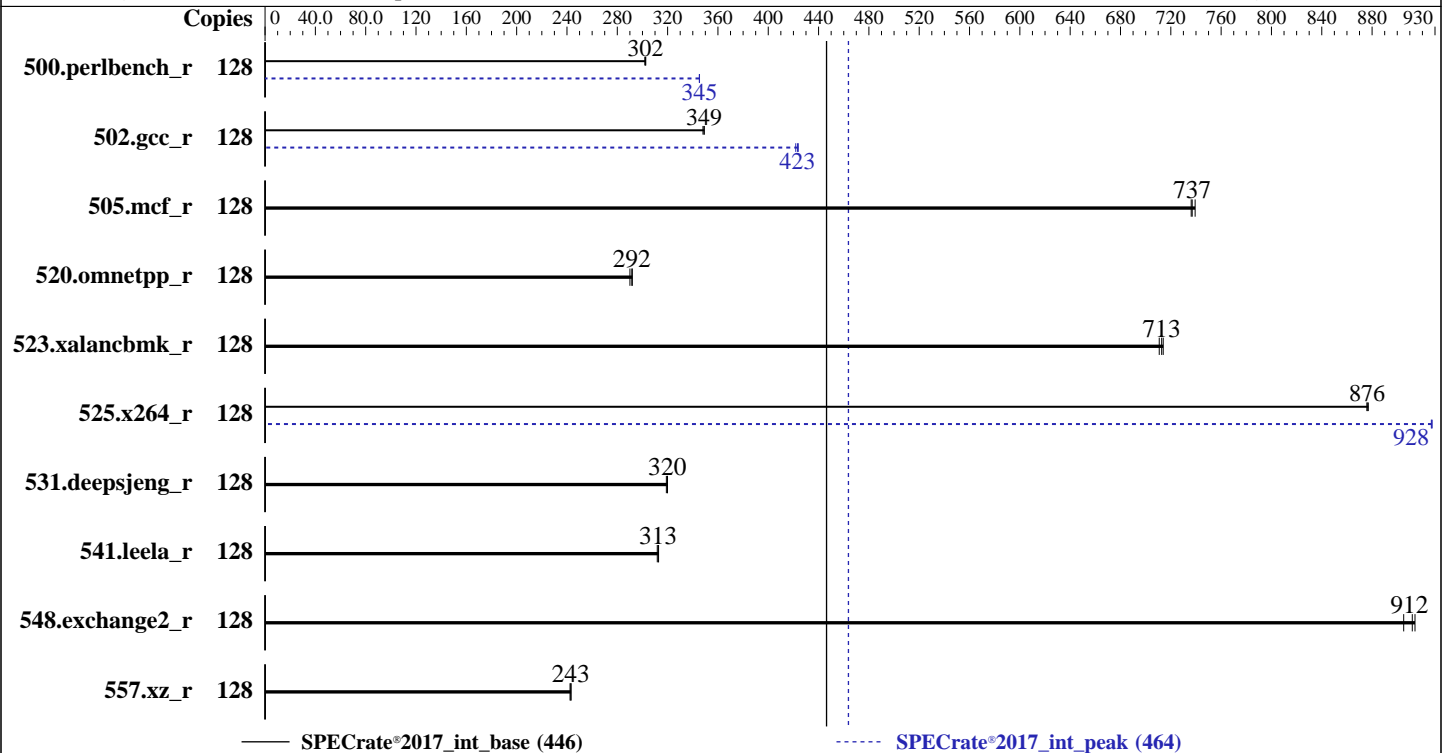 Copies 0 40.0 80.0 120 160 200 240 280 320 360 400 440 480 520 560 600 640 680 720 760 800 840 880 930
302
500.perlbench_r 128
345
349
502.gcc_r 128
423
737
505.mcf_r 128
292
520.omnetpp_r 128
713
523.xalancbmk_r 128
876
525.x264_r 128
928
320
531.deepsjeng_r 128
313
541.leela_r 128
912
548.exchange2_r 128
243
557.xz_r 128
SPECrate®2017_int_base (446) SPECrate®2017_int_peak (464)